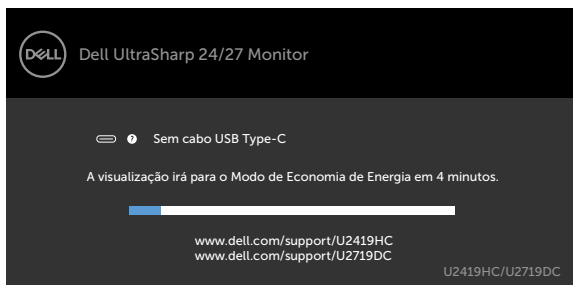 DELL
Dell UltraSharp 24/27 Monitor
? Sem cabo USB Type-C
A visualização irá para o Modo de Economia de Energia em 4 minutos.
www.dell.com/support/U2419HC
www.dell.com/support/U2719DC
U2419HC/U2719DC